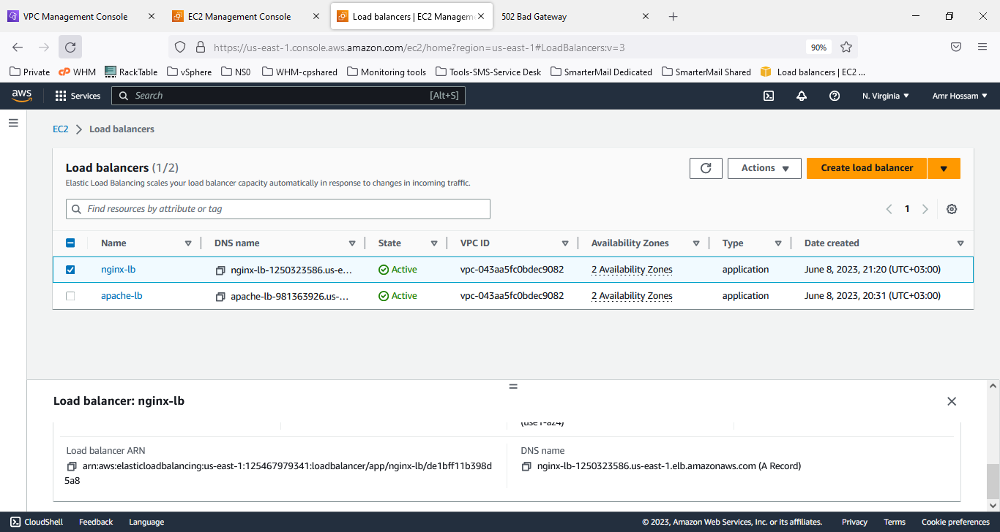 VPC Management Console
EC2 Management Console
Load balancers | EC2 Managem
502 Bad Gateway
https://us-east-1.console.aws.amazon.com/ec2/home?region=us-east-1#LoadBalancers:v=3
90%
Private
WHM
RackTable
vSphere
NS0
WHM-cpshared
Monitoring tools
Tools-SMS-Service Desk
SmarterMail Dedicated
SmarterMail Shared
Load balancers | EC2 ...
aws
Services
Search
[Alt+S]
N. Virginia
Amr Hossam
EC2
Load balancers
Load balancers (1/2)
Elastic Load Balancing scales your load balancer capacity automatically in response to changes in incoming traffic.
Actions
Create load balancer
Find resources by attribute or tag
1
Name DNS name State VPC ID Availability Zones Type Date created
nginx-lb nginx-lb-1250323586.us-e... Active vpc-043aa5fc0bdec9082 2 Availability Zones application June 8, 2023, 21:20 (UTC+03:00)
apache-lb apache-lb-981363926.us-... Active vpc-043aa5fc0bdec9082 2 Availability Zones application June 8, 2023, 20:31 (UTC+03:00)
Load balancer: nginx-lb
(use1-az4)
Load balancer ARN
arn:aws:elasticloadbalancing:us-east-1:125467979341:loadbalancer/app/nginx-lb/de1bff11b398d
5a8
DNS name
nginx-lb-1250323586.us-east-1.elb.amazonaws.com (A Record)
CloudShell
Feedback
Language
© 2023, Amazon Web Services, Inc. or its affiliates.
Privacy
Terms
Cookie preferences